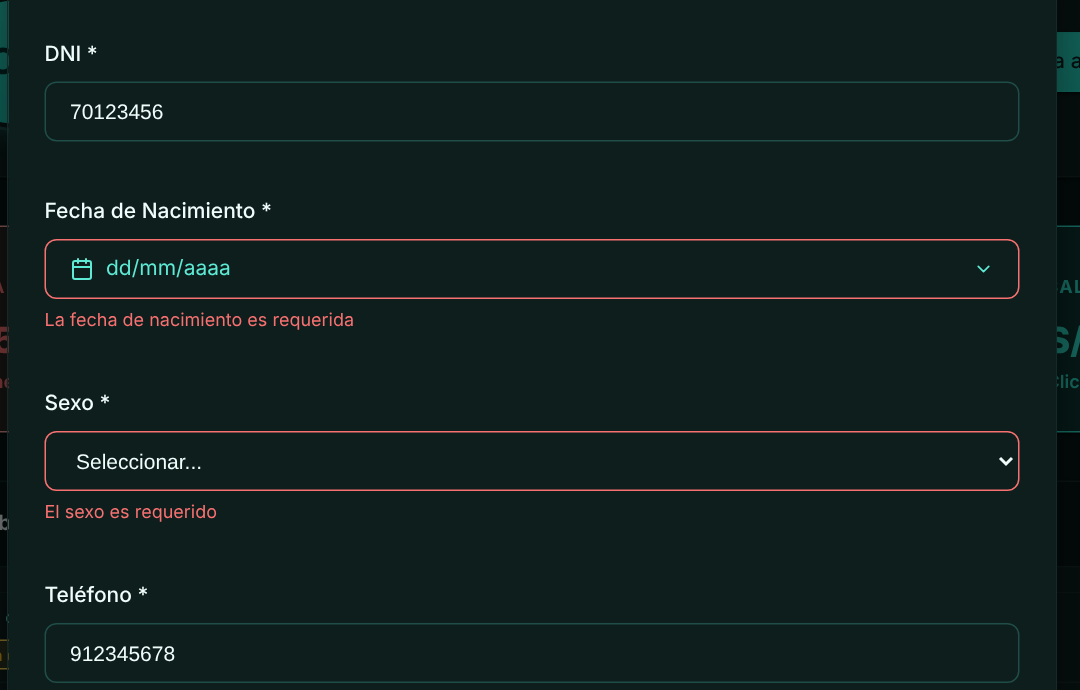 DNI *
70123456
Fecha de Nacimiento *
dd/mm/aaaa
La fecha de nacimiento es requerida
Sexo *
Seleccionar...
El sexo es requerido
Teléfono *
912345678